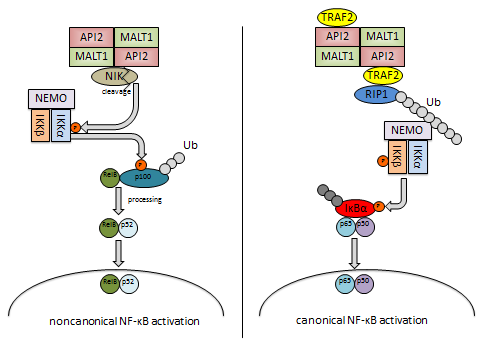 API2 MALT1
MALT1 API2
NIK
cleavage
NEMO
IKKβ IKKα
P
P
Ub
RelB p100
processing
RelB p52
RelB p52
noncanonical NF-κB activation
TRAF2
API2 MALT1
MALT1 API2
TRAF2
RIP1
Ub
NEMO
IKKβ IKKα
P
IκBα P
p65 p50
p65 p50
p65 p50
canonical NF-κB activation